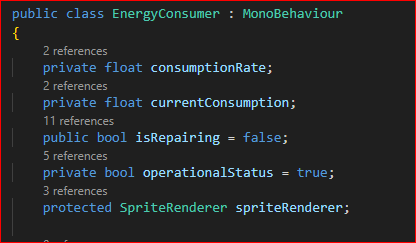 public class EnergyConsumer : MonoBehaviour
{
2 references
private float consumptionRate;
2 references
private float currentConsumption;
11 references
public bool isRepairing = false;
5 references
private bool operationalStatus = true;
3 references
protected SpriteRenderer spriteRenderer;